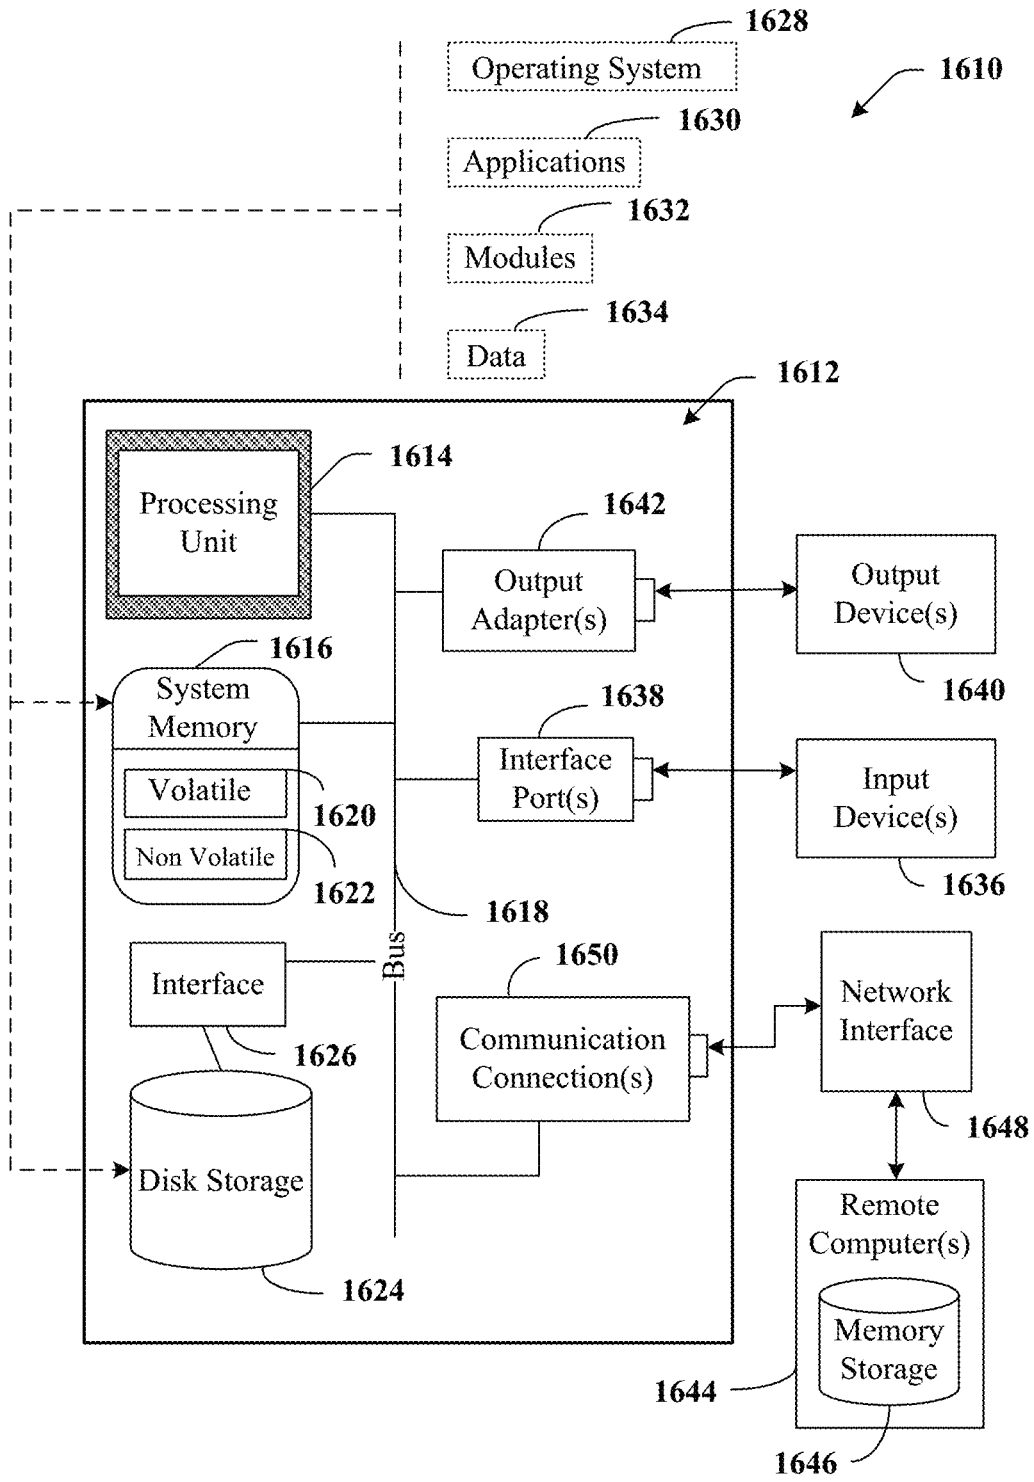 1628
Operating System
1610
1630
Applications
1632
Modules
1634
Data
1612
1614
Processing
Unit
1642
Output
Adapter(s)
Output
Device(s)
1640
1616
System
Memory
Volatile
1620
Non Volatile
1622
1638
Interface
Port(s)
Input
Device(s)
1636
1618
Bus
Interface
1626
1650
Communication
Connection(s)
Network
Interface
1648
Disk Storage
1624
Remote
Computer(s)
Memory
Storage
1644
1646